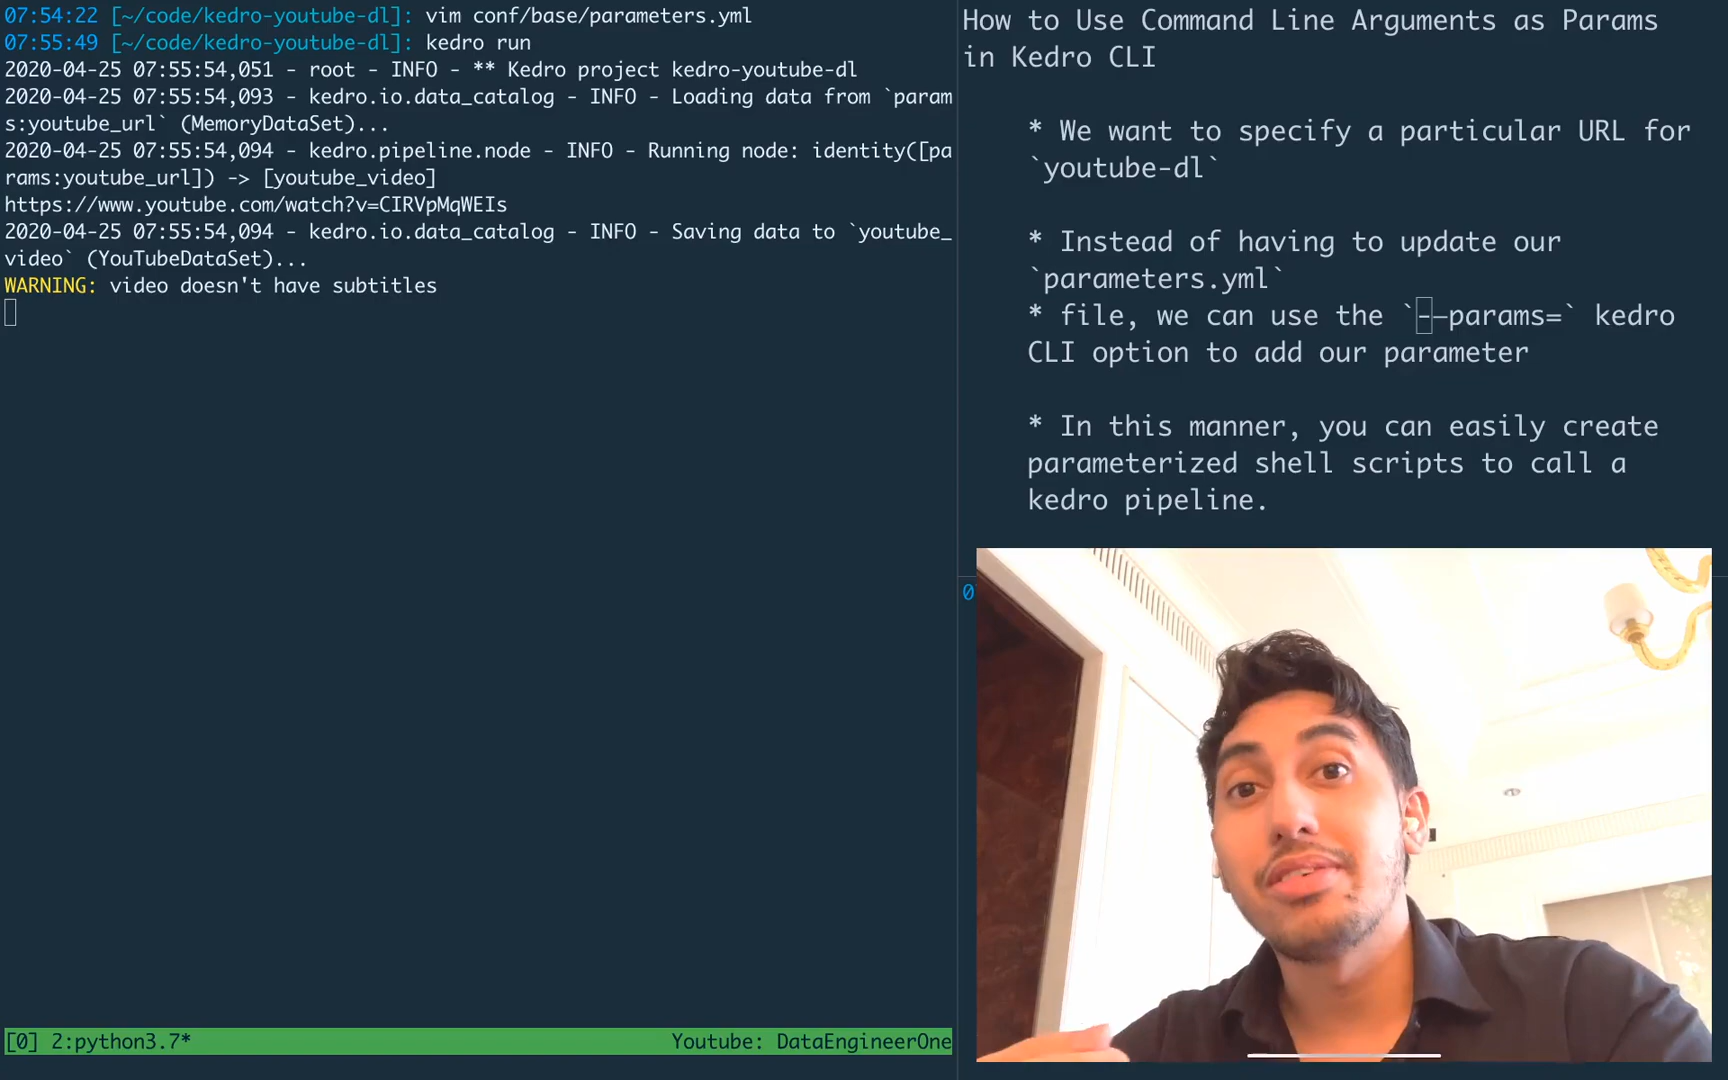 07:54:22 [~/code/kedro-youtube-dl]: vim conf/base/parameters.yml
07:55:49 [~/code/kedro-youtube-dl]: kedro run
2020-04-25 07:55:54,051 - root - INFO - ** Kedro project kedro-youtube-dl
2020-04-25 07:55:54,093 - kedro.io.data_catalog - INFO - Loading data from `param
s:youtube_url` (MemoryDataSet)...
2020-04-25 07:55:54,094 - kedro.pipeline.node - INFO - Running node: identity([pa
rams:youtube_url]) -> [youtube_video]
https://www.youtube.com/watch?v=CIRVpMqWEIs
2020-04-25 07:55:54,094 - kedro.io.data_catalog - INFO - Saving data to `youtube_
video` (YouTubeDataSet)...
WARNING: video doesn't have subtitles
[0] 2:python3.7*
Youtube: DataEngineerOne
How to Use Command Line Arguments as Params
in Kedro CLI
* We want to specify a particular URL for
`youtube-dl`
* Instead of having to update our
`parameters.yml`
* file, we can use the `--params=` kedro
CLI option to add our parameter
* In this manner, you can easily create
parameterized shell scripts to call a
kedro pipeline.
0